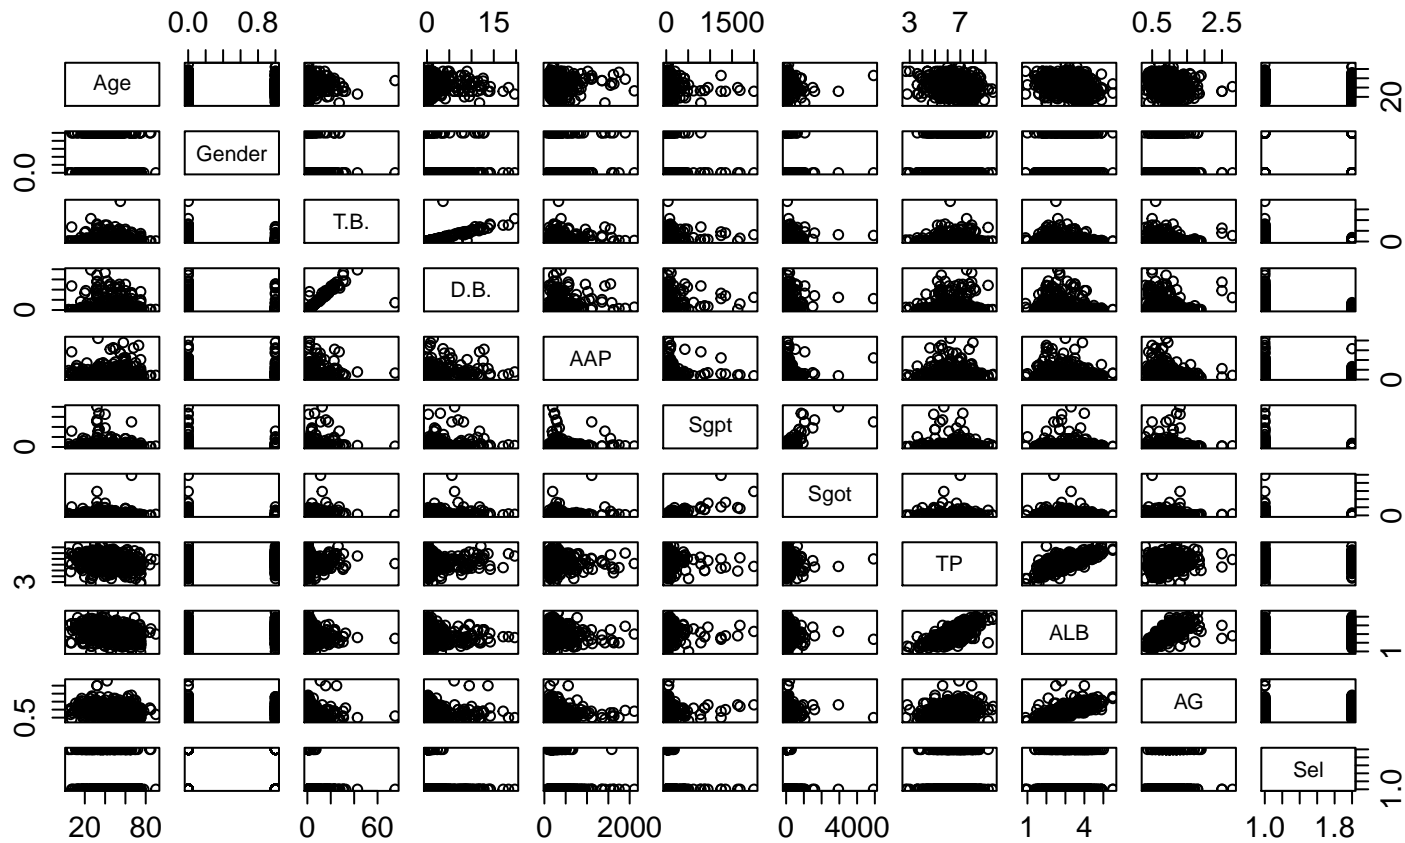 0.0 0.8 0 15 0 1500 3 7 0.5 2.5
Age 20
0.0 Gender
T.B. 0
0 D.B.
AAP 0
0 Sgpt
Sgot 0
3 TP
ALB 1
0.5 AG
Sel 1.0
20 80 0 60 0 2000 0 4000 1 4 1.0 1.8